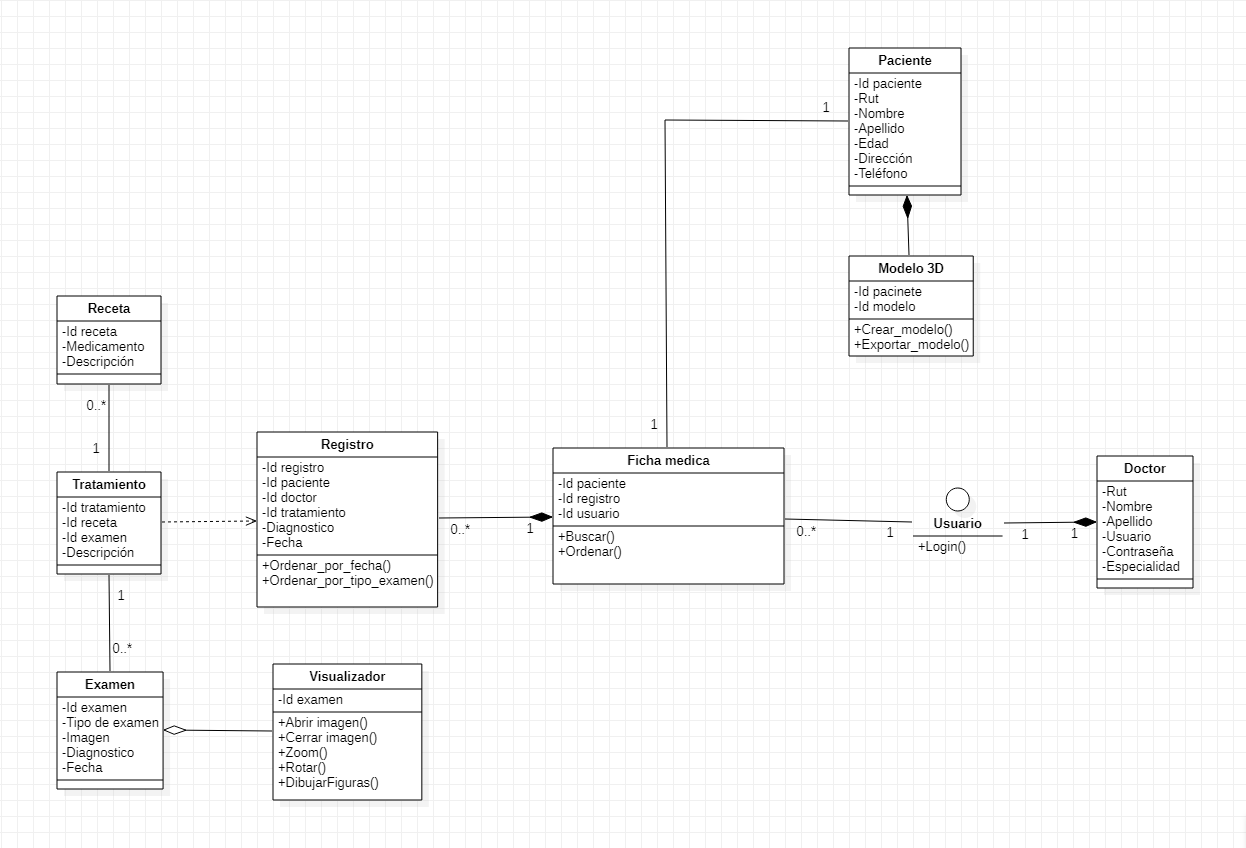 Paciente
-Id paciente
-Rut
-Nombre
-Apellido
-Edad
-Dirección
-Teléfono
1
1
Modelo 3D
-Id pacinete
-Id modelo
+Crear_modelo()
+Exportar_modelo()
Receta
-Id receta
-Medicamento
-Descripción
0..*
1
Tratamiento
-Id tratamiento
-Id receta
-Id examen
-Descripción
1
0..*
Registro
-Id registro
-Id paciente
-Id doctor
-Id tratamiento
-Diagnostico
-Fecha
+Ordenar_por_fecha()
+Ordenar_por_tipo_examen()
0..*
1
Ficha medica
-Id paciente
-Id registro
-Id usuario
+Buscar()
+Ordenar()
0..*
1
Usuario
+Login()
1
1
Doctor
-Rut
-Nombre
-Apellido
-Usuario
-Contraseña
-Especialidad
Examen
-Id examen
-Tipo de examen
-Imagen
-Diagnostico
-Fecha
Visualizador
-Id examen
+Abrir imagen()
+Cerrar imagen()
+Zoom()
+Rotar()
+DibujarFiguras()